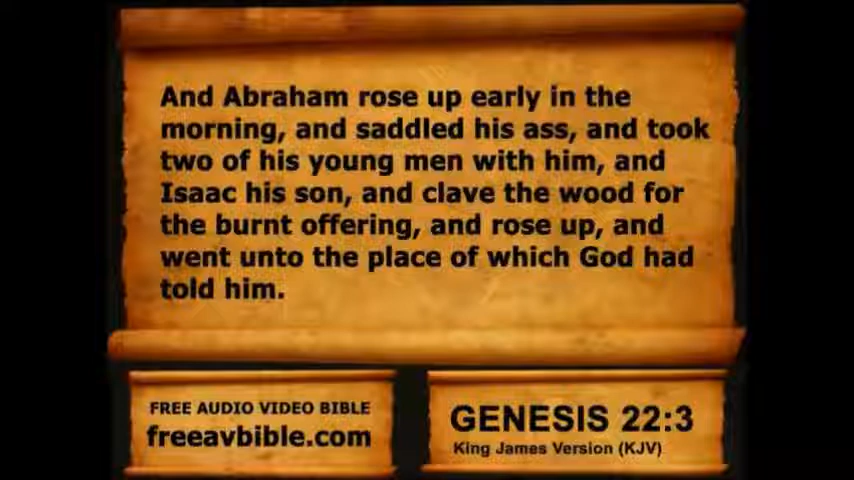 And Abraham rose up early in the
morning, and saddled his ass, and took
two of his young men with him, and
Isaac his son, and clave the wood for
the burnt offering, and rose up, and
went unto the place of which God had
told him.
FREE AUDIO VIDEO BIBLE
freeavbible.com
GENESIS 22:3
King James Version (KJV)